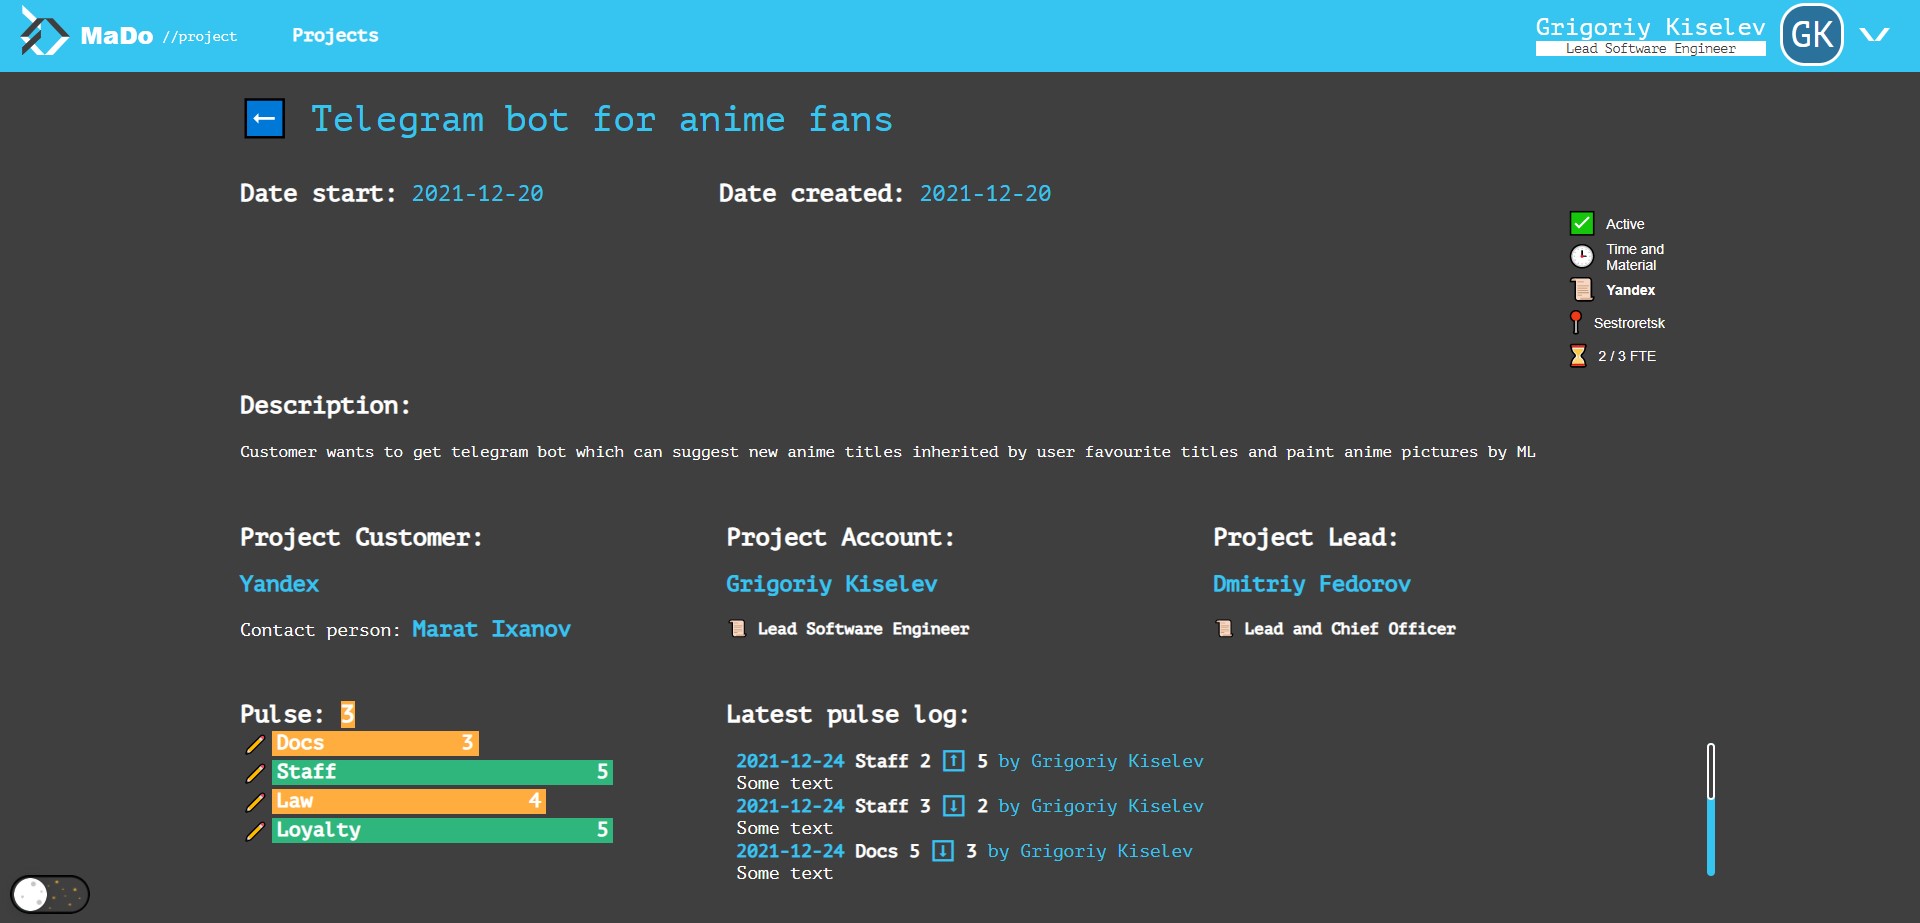 MaDo //project Projects
Grigoriy Kiselev
Lead Software Engineer
GK
Telegram bot for anime fans
Date start: 2021-12-20
Date created: 2021-12-20
Active
Time and
Material
Yandex
Sestroretsk
2 / 3 FTE
Description:
Customer wants to get telegram bot which can suggest new anime titles inherited by user favourite titles and paint anime pictures by ML
Project Customer:
Yandex
Contact person: Marat Ixanov
Project Account:
Grigoriy Kiselev
Lead Software Engineer
Project Lead:
Dmitriy Fedorov
Lead and Chief Officer
Pulse: 3
Docs 3
Staff 5
Law 4
Loyalty 5
Latest pulse log:
2021-12-24 Staff 2 ↑ 5 by Grigoriy Kiselev
Some text
2021-12-24 Staff 3 ↓ 2 by Grigoriy Kiselev
Some text
2021-12-24 Docs 5 ↓ 3 by Grigoriy Kiselev
Some text